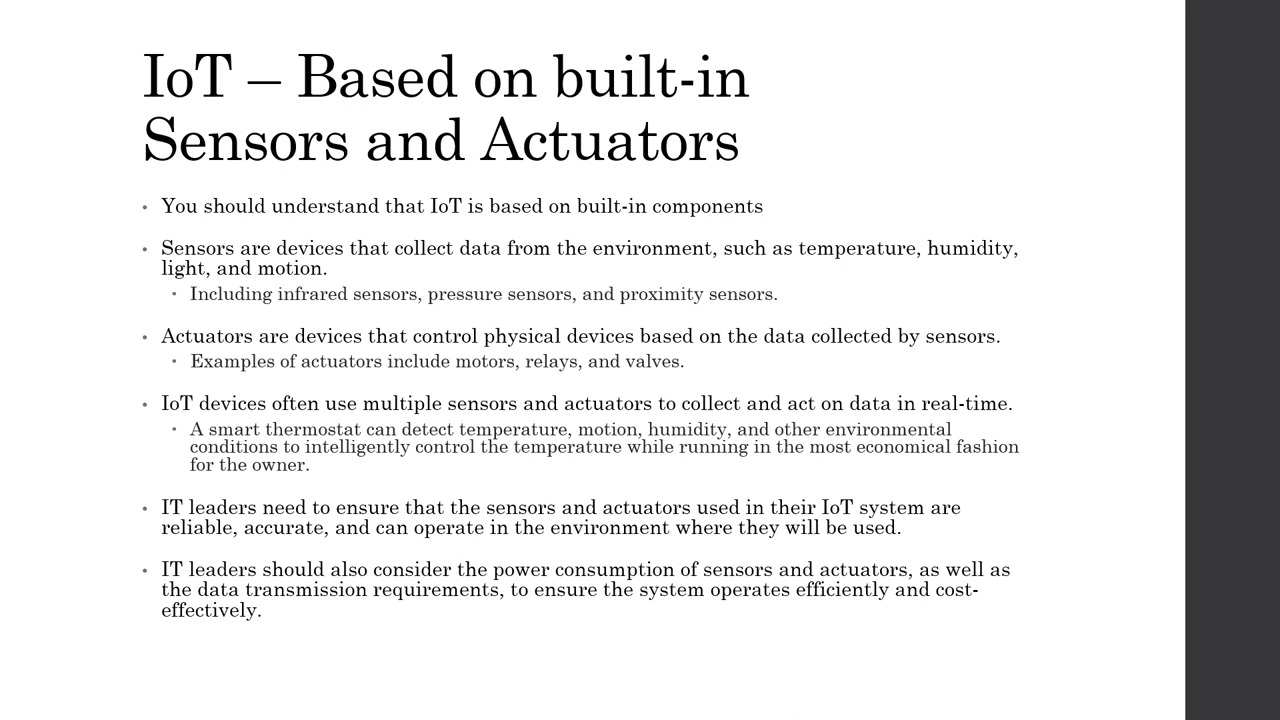 IoT – Based on built-in
Sensors and Actuators
• You should understand that IoT is based on built-in components
• Sensors are devices that collect data from the environment, such as temperature, humidity,
light, and motion.
• Including infrared sensors, pressure sensors, and proximity sensors.
• Actuators are devices that control physical devices based on the data collected by sensors.
• Examples of actuators include motors, relays, and valves.
• IoT devices often use multiple sensors and actuators to collect and act on data in real-time.
• A smart thermostat can detect temperature, motion, humidity, and other environmental
conditions to intelligently control the temperature while running in the most economical fashion
for the owner.
• IT leaders need to ensure that the sensors and actuators used in their IoT system are
reliable, accurate, and can operate in the environment where they will be used.
• IT leaders should also consider the power consumption of sensors and actuators, as well as
the data transmission requirements, to ensure the system operates efficiently and cost-
effectively.